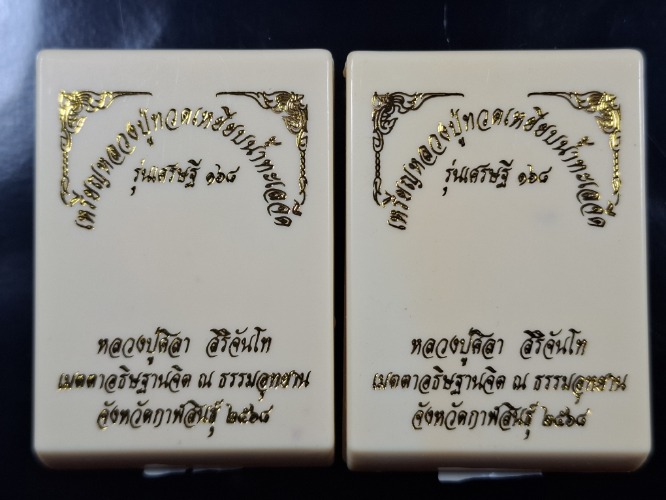 เหรียญหลวงปู่ทวดเหยียบน้ำทะเลจืด
รุ่นเศรษฐี ๑๖๘
หลวงปู่ศิลา สิริจันโท
เมตตาอธิษฐานจิต ณ ธรรมอุทยาน
จังหวัดกาฬสินธุ์ ๒๕๖๘
เหรียญหลวงปู่ทวดเหยียบน้ำทะเลจืด
รุ่นเศรษฐี ๑๖๘
หลวงปู่ศิลา สิริจันโท
เมตตาอธิษฐานจิต ณ ธรรมอุทยาน
จังหวัดกาฬสินธุ์ ๒๕๖๘